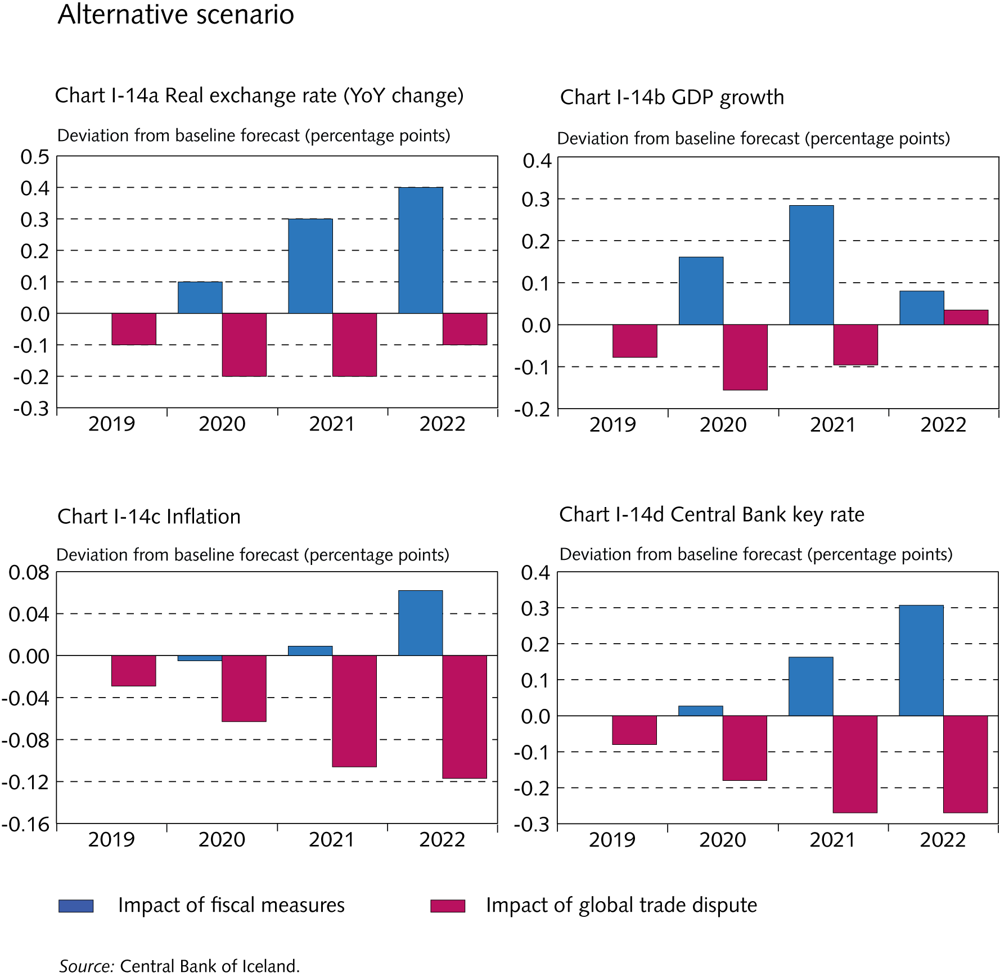 Alternative scenario
Chart I-14a Real exchange rate (YoY change)
Deviation from baseline forecast (percentage points)
0.5
0.4
0.3
0.2
0.1
0.0
-0.1
-0.2
-0.3
2019 2020 2021 2022
Chart I-14b GDP growth
Deviation from baseline forecast (percentage points)
0.4
0.3
0.2
0.1
0.0
-0.1
-0.2
2019 2020 2021 2022
Chart I-14c Inflation
Deviation from baseline forecast (percentage points)
0.08
0.04
0.00
-0.04
-0.08
-0.12
-0.16
2019 2020 2021 2022
Chart I-14d Central Bank key rate
Deviation from baseline forecast (percentage points)
0.4
0.3
0.2
0.1
0.0
-0.1
-0.2
-0.3
2019 2020 2021 2022
Impact of fiscal measures
Impact of global trade dispute
Source: Central Bank of Iceland.